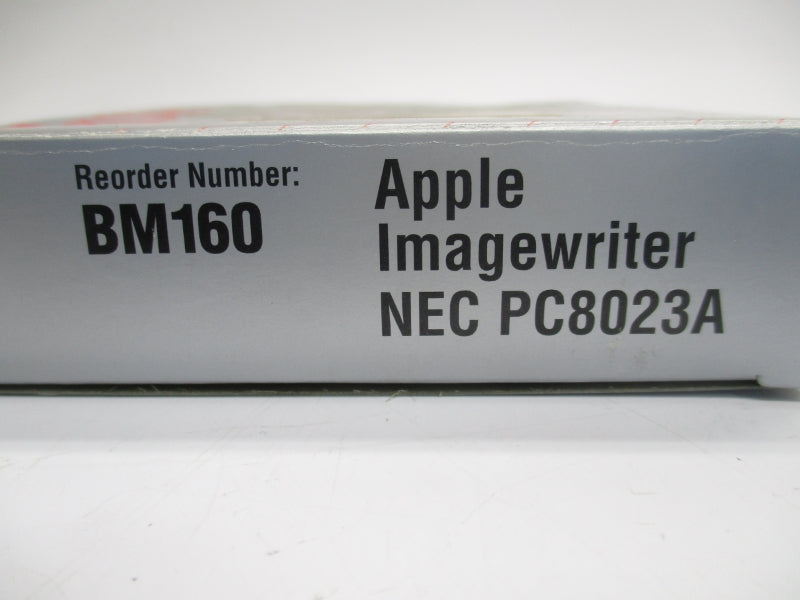 Reorder Number:
BM160
Apple
Imagewriter
NEC PC8023A